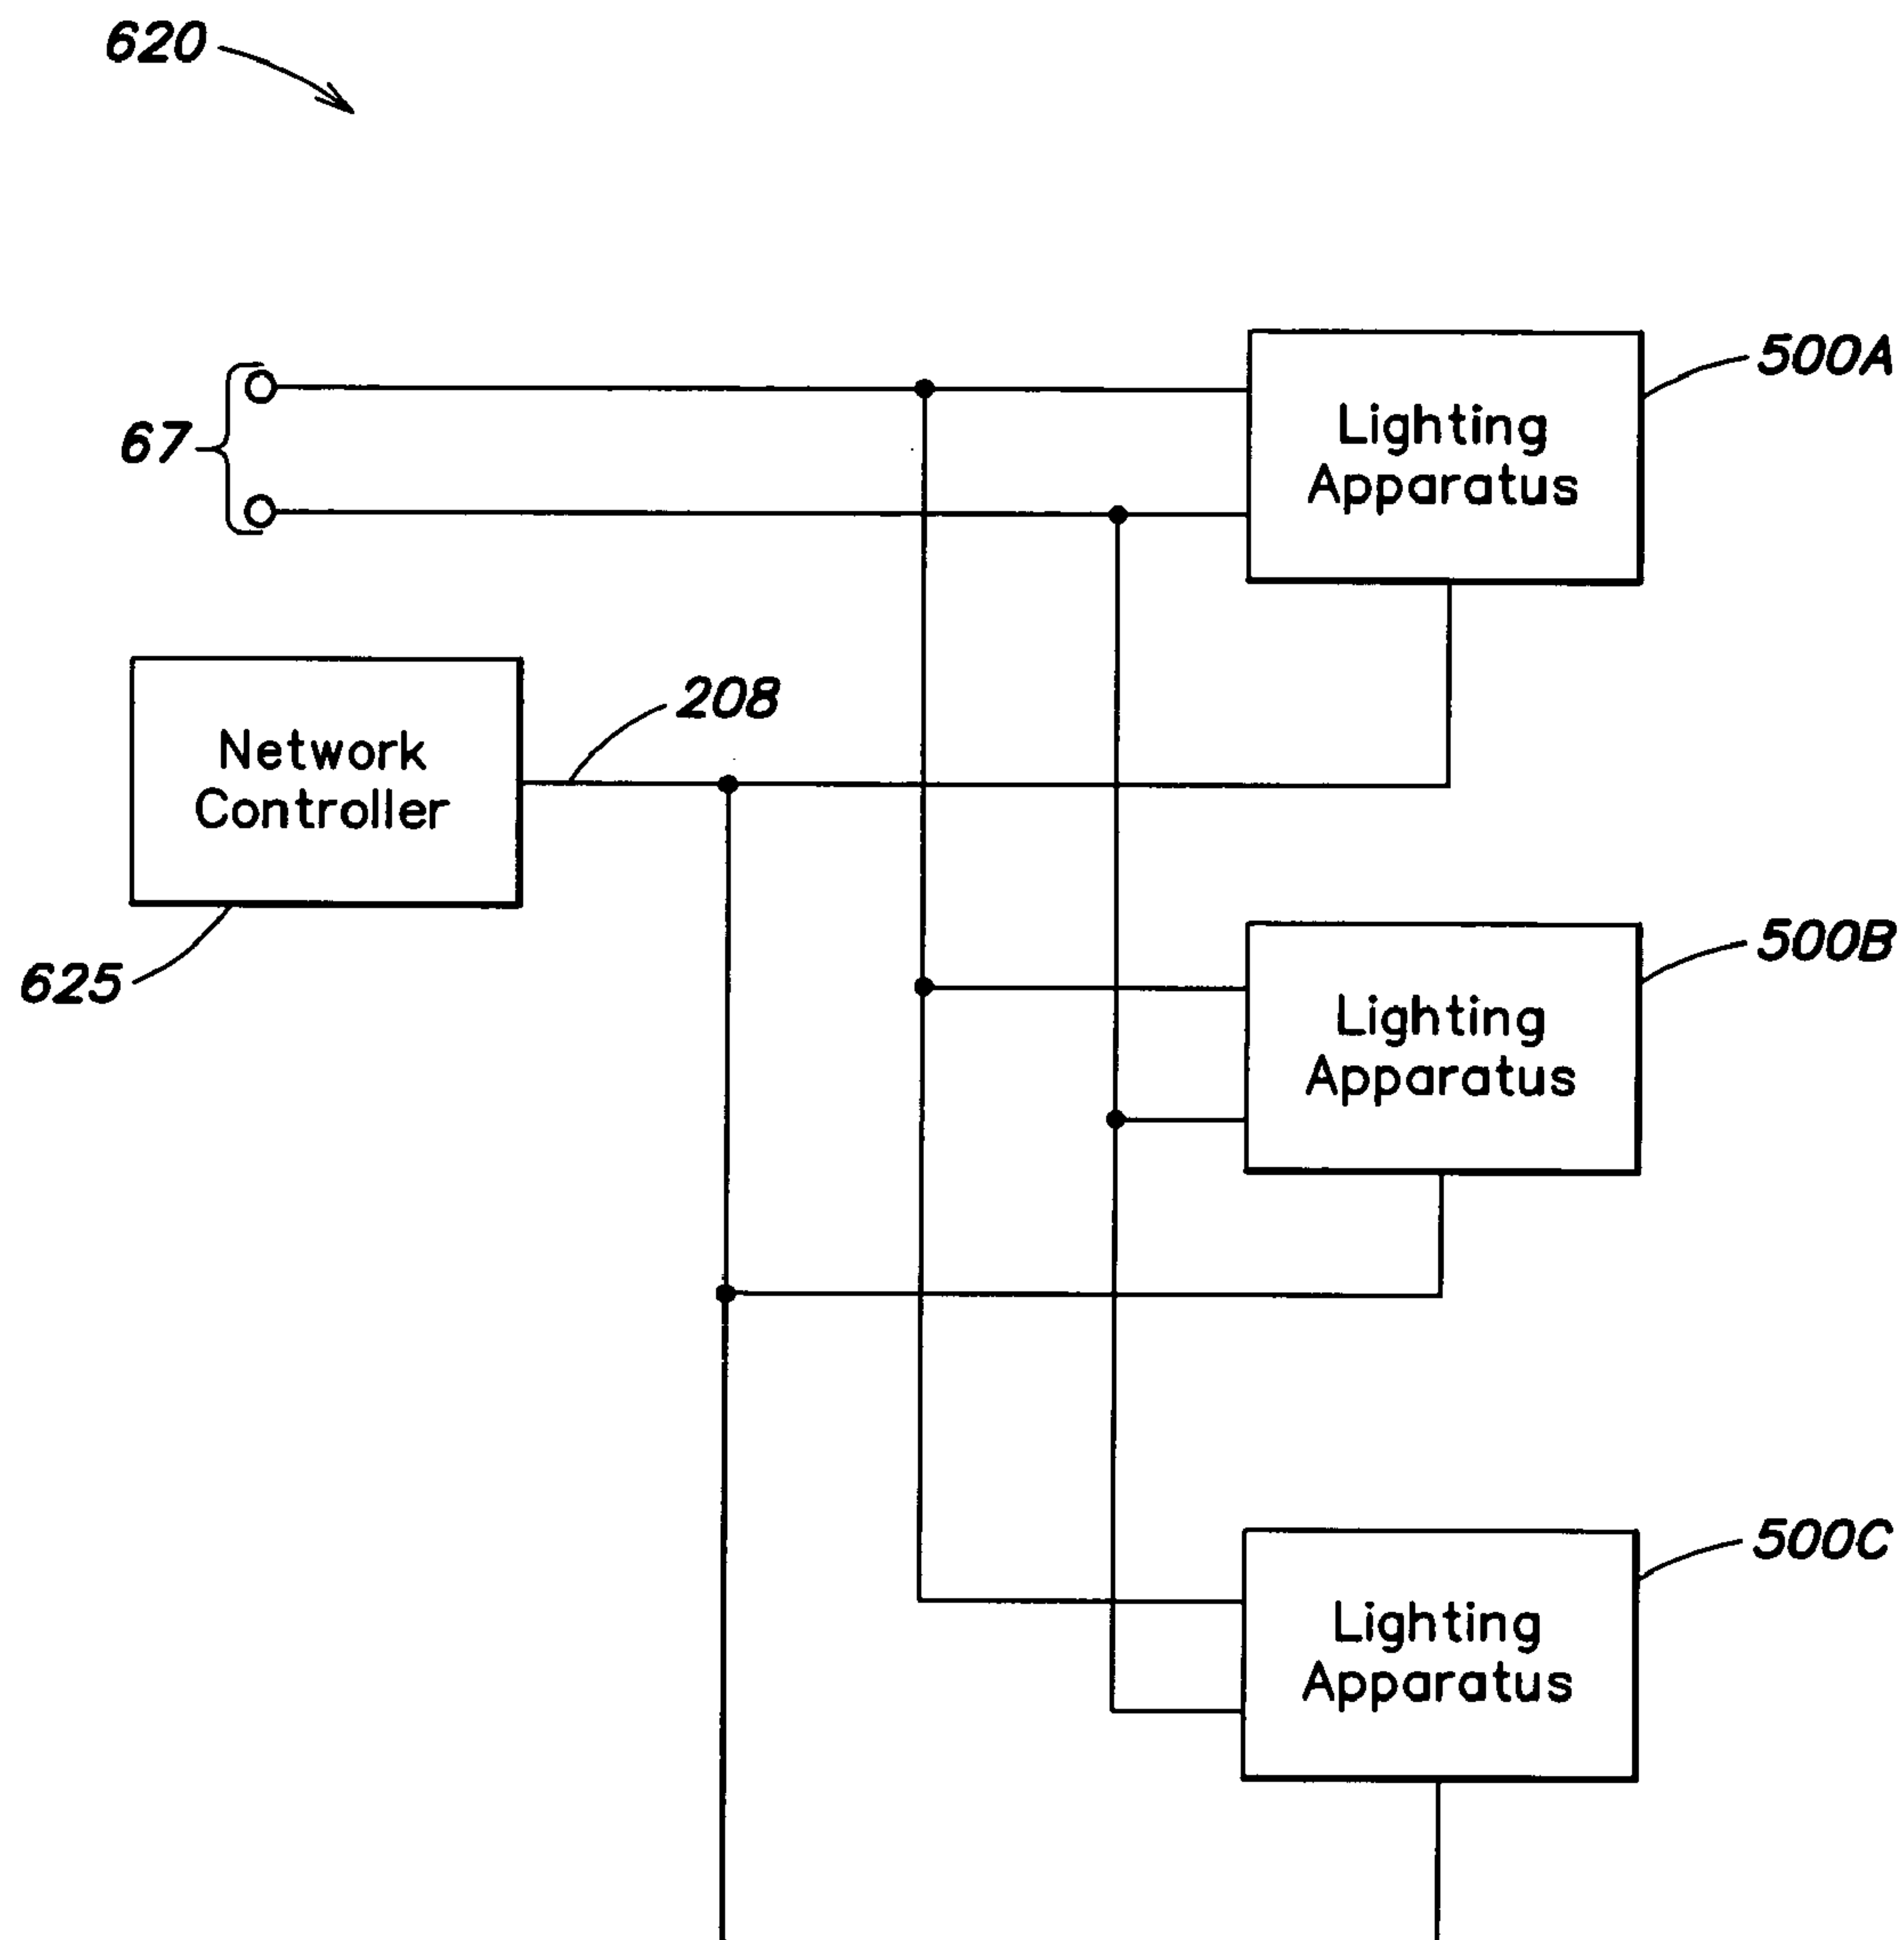 620
500A
Lighting
Apparatus
67
208
Network
Controller
625
500B
Lighting
Apparatus
500C
Lighting
Apparatus